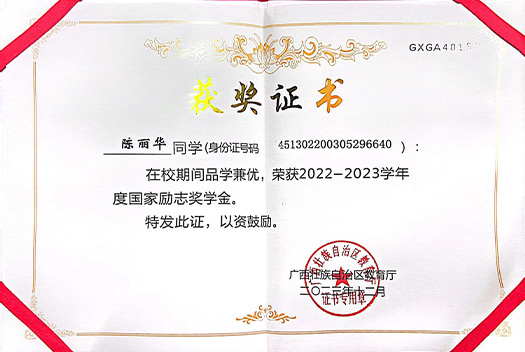 GXGA4015
获奖证书
陈丽华同学(身份证号码 451302200305296640 ):
在校期间品学兼优,荣获2022-2023学年
度国家励志奖学金。
特发此证,以资鼓励。
广西壮族自治区教育厅
二〇二三年十二月
广西壮族自治区教育厅
证书专用章